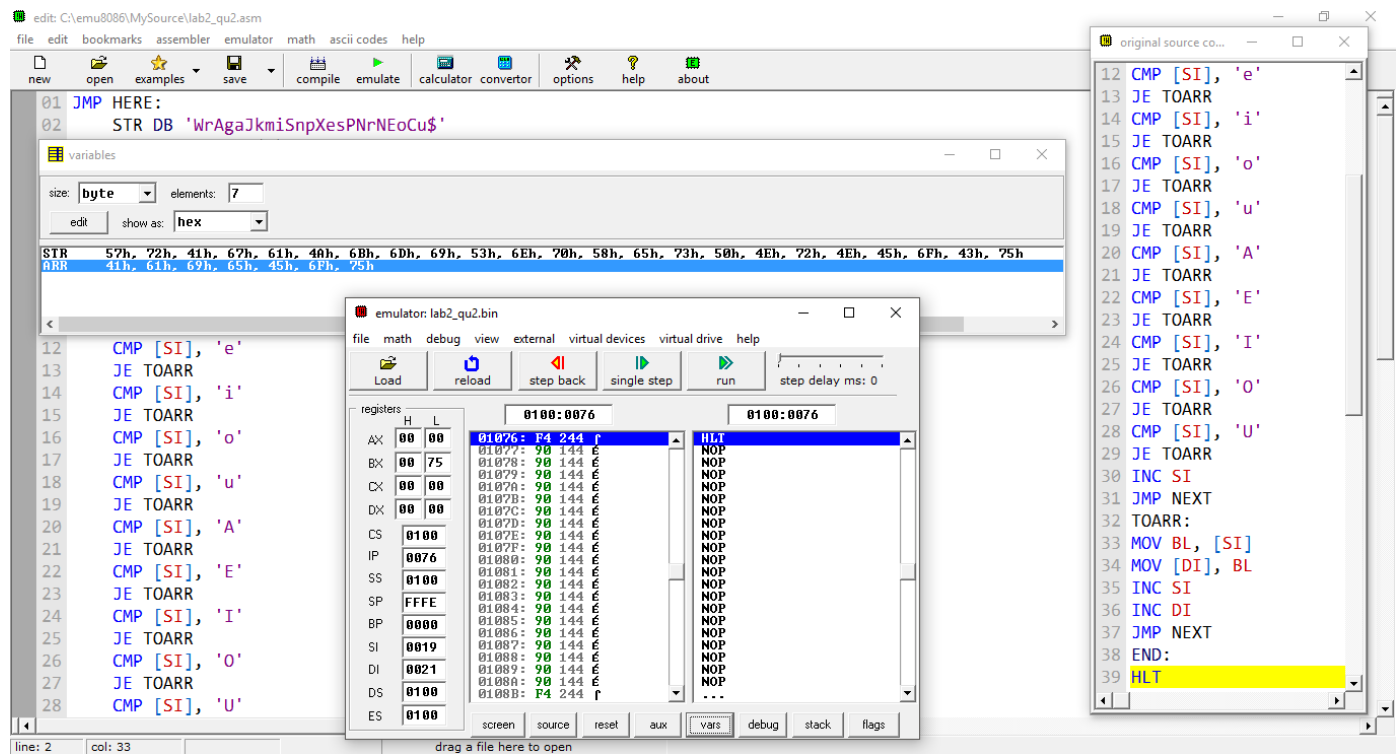 edit: C:\emu8086\MySource\lab2_qu2.asm
file edit bookmarks assembler emulator math ascii codes help
new open examples save compile emulate calculator convertor options help about
01 JMP HERE:
02 STR DB 'WrAgaJkmiSnpXesPNrNEoCu$'
variables
size: byte elements: 7
edit show as: hex
STR 57h, 72h, 41h, 67h, 61h, 4Ah, 6Bh, 6Dh, 69h, 53h, 6Eh, 70h, 58h, 65h, 73h, 50h, 4Eh, 72h, 4Eh, 45h, 6Fh, 43h, 75h
ARR 41h, 61h, 69h, 65h, 45h, 6Fh, 75h
12 CMP [SI], 'e'
13 JE TOARR
14 CMP [SI], 'i'
15 JE TOARR
16 CMP [SI], 'o'
17 JE TOARR
18 CMP [SI], 'u'
19 JE TOARR
20 CMP [SI], 'A'
21 JE TOARR
22 CMP [SI], 'E'
23 JE TOARR
24 CMP [SI], 'I'
25 JE TOARR
26 CMP [SI], 'O'
27 JE TOARR
28 CMP [SI], 'U'
line: 2 col: 33 drag a file here to open
emulator: lab2_qu2.bin
file math debug view external virtual devices virtual drive help
Load reload step back single step run step delay ms: 0
registers
H L
AX 00 00
BX 00 75
CX 00 00
DX 00 00
CS 0100
IP 0076
SS 0100
SP FFFE
BP 0000
SI 0019
DI 0021
DS 0100
ES 0100
0100:0076 0100:0076
01076: F4 244 ⌠ HLT
01077: 90 144 É NOP
01078: 90 144 É NOP
01079: 90 144 É NOP
0107A: 90 144 É NOP
0107B: 90 144 É NOP
0107C: 90 144 É NOP
0107D: 90 144 É NOP
0107E: 90 144 É NOP
0107F: 90 144 É NOP
01080: 90 144 É NOP
01081: 90 144 É NOP
01082: 90 144 É NOP
01083: 90 144 É NOP
01084: 90 144 É NOP
01085: 90 144 É NOP
01086: 90 144 É NOP
01087: 90 144 É NOP
01088: 90 144 É NOP
01089: 90 144 É NOP
0108A: 90 144 É NOP
0108B: F4 244 ⌠ ...
screen source reset aux vars debug stack flags
original source co...
12 CMP [SI], 'e'
13 JE TOARR
14 CMP [SI], 'i'
15 JE TOARR
16 CMP [SI], 'o'
17 JE TOARR
18 CMP [SI], 'u'
19 JE TOARR
20 CMP [SI], 'A'
21 JE TOARR
22 CMP [SI], 'E'
23 JE TOARR
24 CMP [SI], 'I'
25 JE TOARR
26 CMP [SI], 'O'
27 JE TOARR
28 CMP [SI], 'U'
29 JE TOARR
30 INC SI
31 JMP NEXT
32 TOARR:
33 MOV BL, [SI]
34 MOV [DI], BL
35 INC SI
36 INC DI
37 JMP NEXT
38 END:
39 HLT